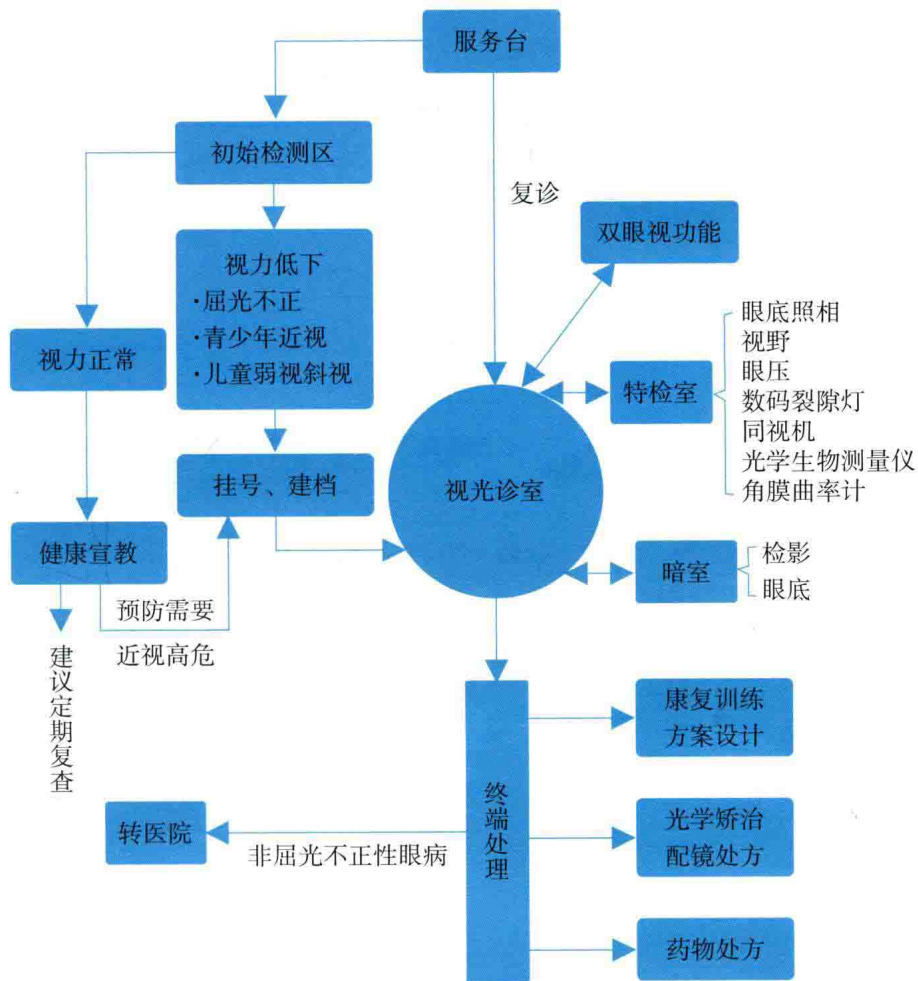 服务台
初始检测区
复诊
双眼视功能
视力低下
·屈光不正
·青少年近视
·儿童弱视斜视
视力正常
特检室
眼底照相
视野
眼压
数码裂隙灯
同视机
光学生物测量仪
角膜曲率计
挂号、建档
视光诊室
健康宣教
暗室
检影
眼底
预防需要
近视高危
建议定期复查
终端处理
康复训练
方案设计
转医院
非屈光不正性眼病
光学矫治
配镜处方
药物处方